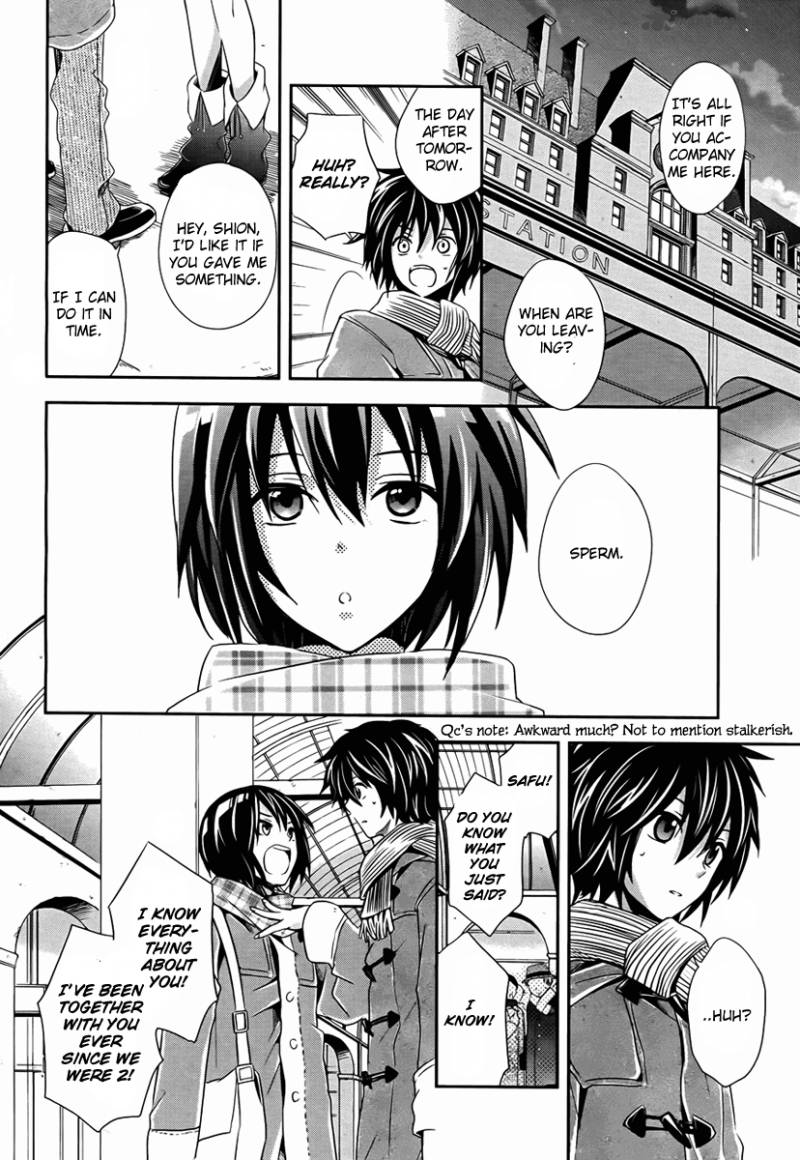 IT'S ALL
RIGHT IF
YOU AC-
COMPANY
ME HERE.
STATION
WHEN ARE
YOU LEAV-
ING?
THE DAY
AFTER
TOMOR-
ROW.
HUH?
REALLY?
HEY, SHION,
I'D LIKE IT IF
YOU GAVE ME
SOMETHING.
IF I CAN
DO IT IN
TIME.
SPERM.
Qc's note: Awkward much? Not to mention stalkerish.
..HUH?
SAFU!
DO YOU
KNOW
WHAT
YOU
JUST
SAID?
I
KNOW!
I KNOW
EVERY-
THING
ABOUT
YOU!
I'VE BEEN
TOGETHER
WITH YOU
EVER
SINCE WE
WERE 2!